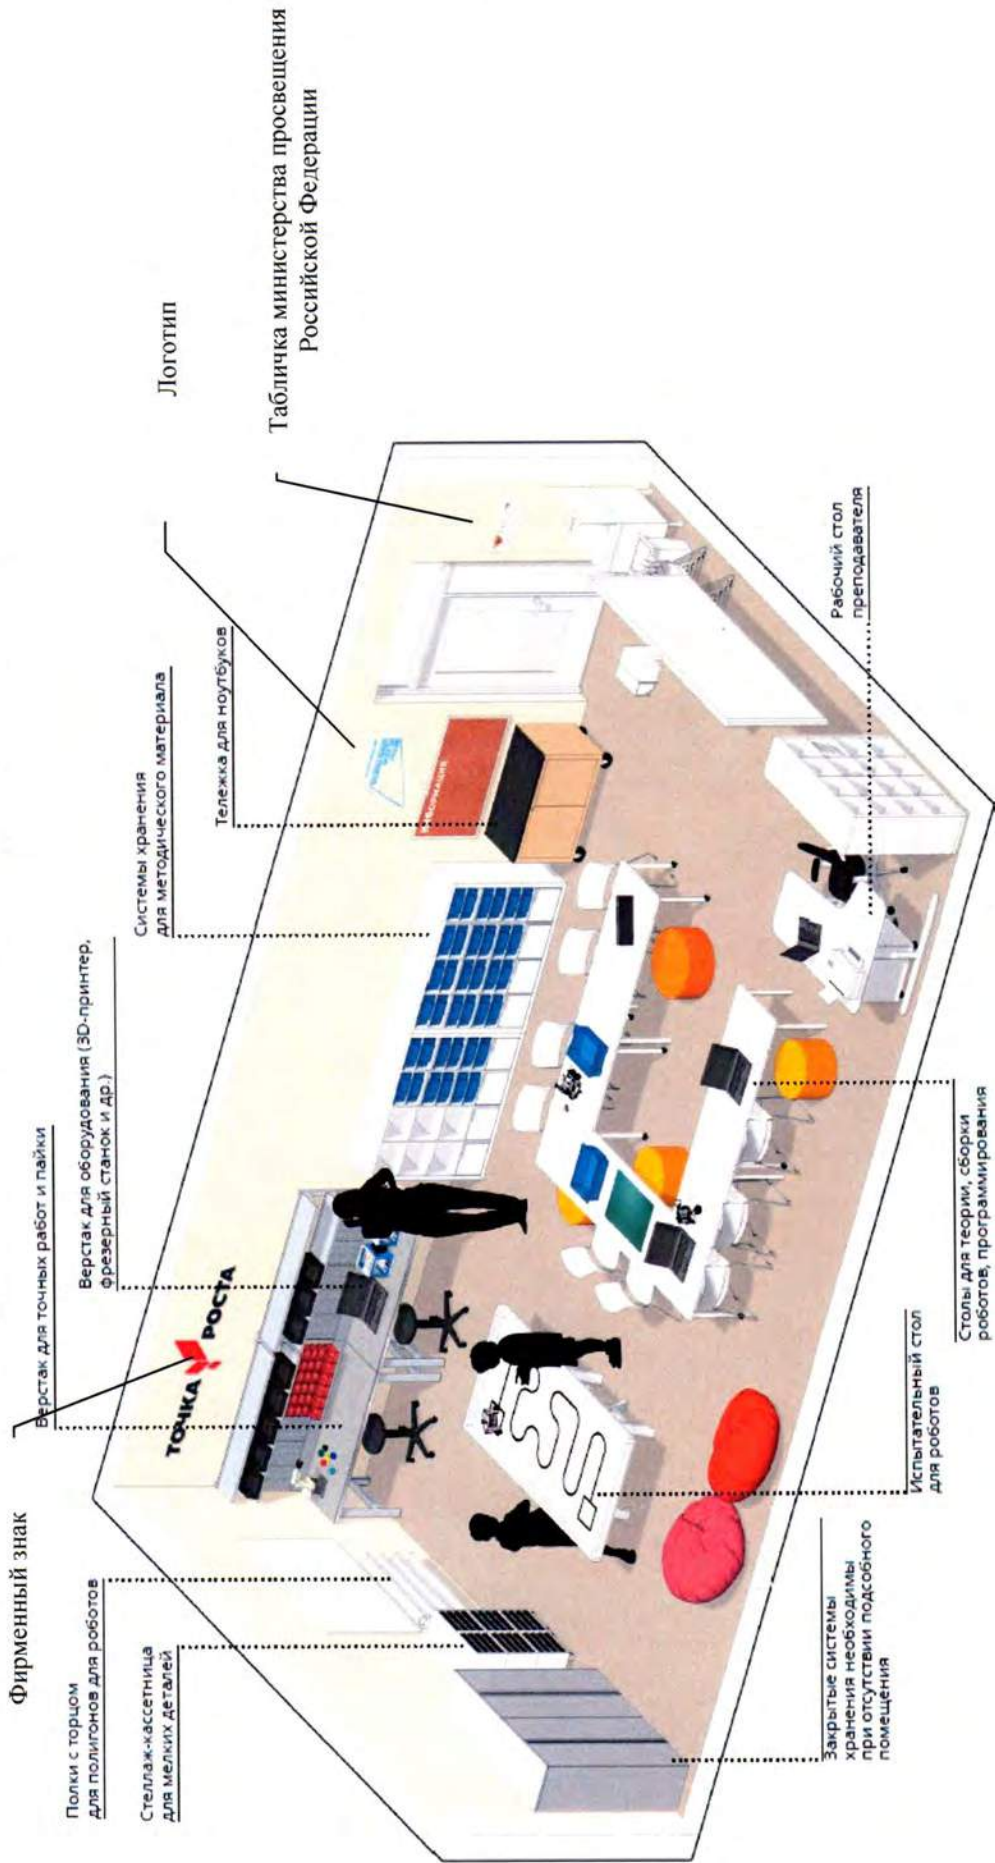 Фирменный знак
Логотип
Табличка министерства просвещения
Российской Федерации
Полки с торцом
для полигонов для роботов
Стеллаж-кассетница
для мелких деталей
Верстак для точных работ и пайки
Верстак для оборудования (3D-принтер,
фрезерный станок и др.)
Системы хранения
для методического материала
Тележка для ноутбуков
ТОЧКА РОСТА
ИНФОРМАЦИЯ
Закрытые системы
хранения необходимы
при отсутствии подсобного
помещения
Испытательный стол
для роботов
Столы для теории, сборки
роботов, программирования
Рабочий стол
преподавателя